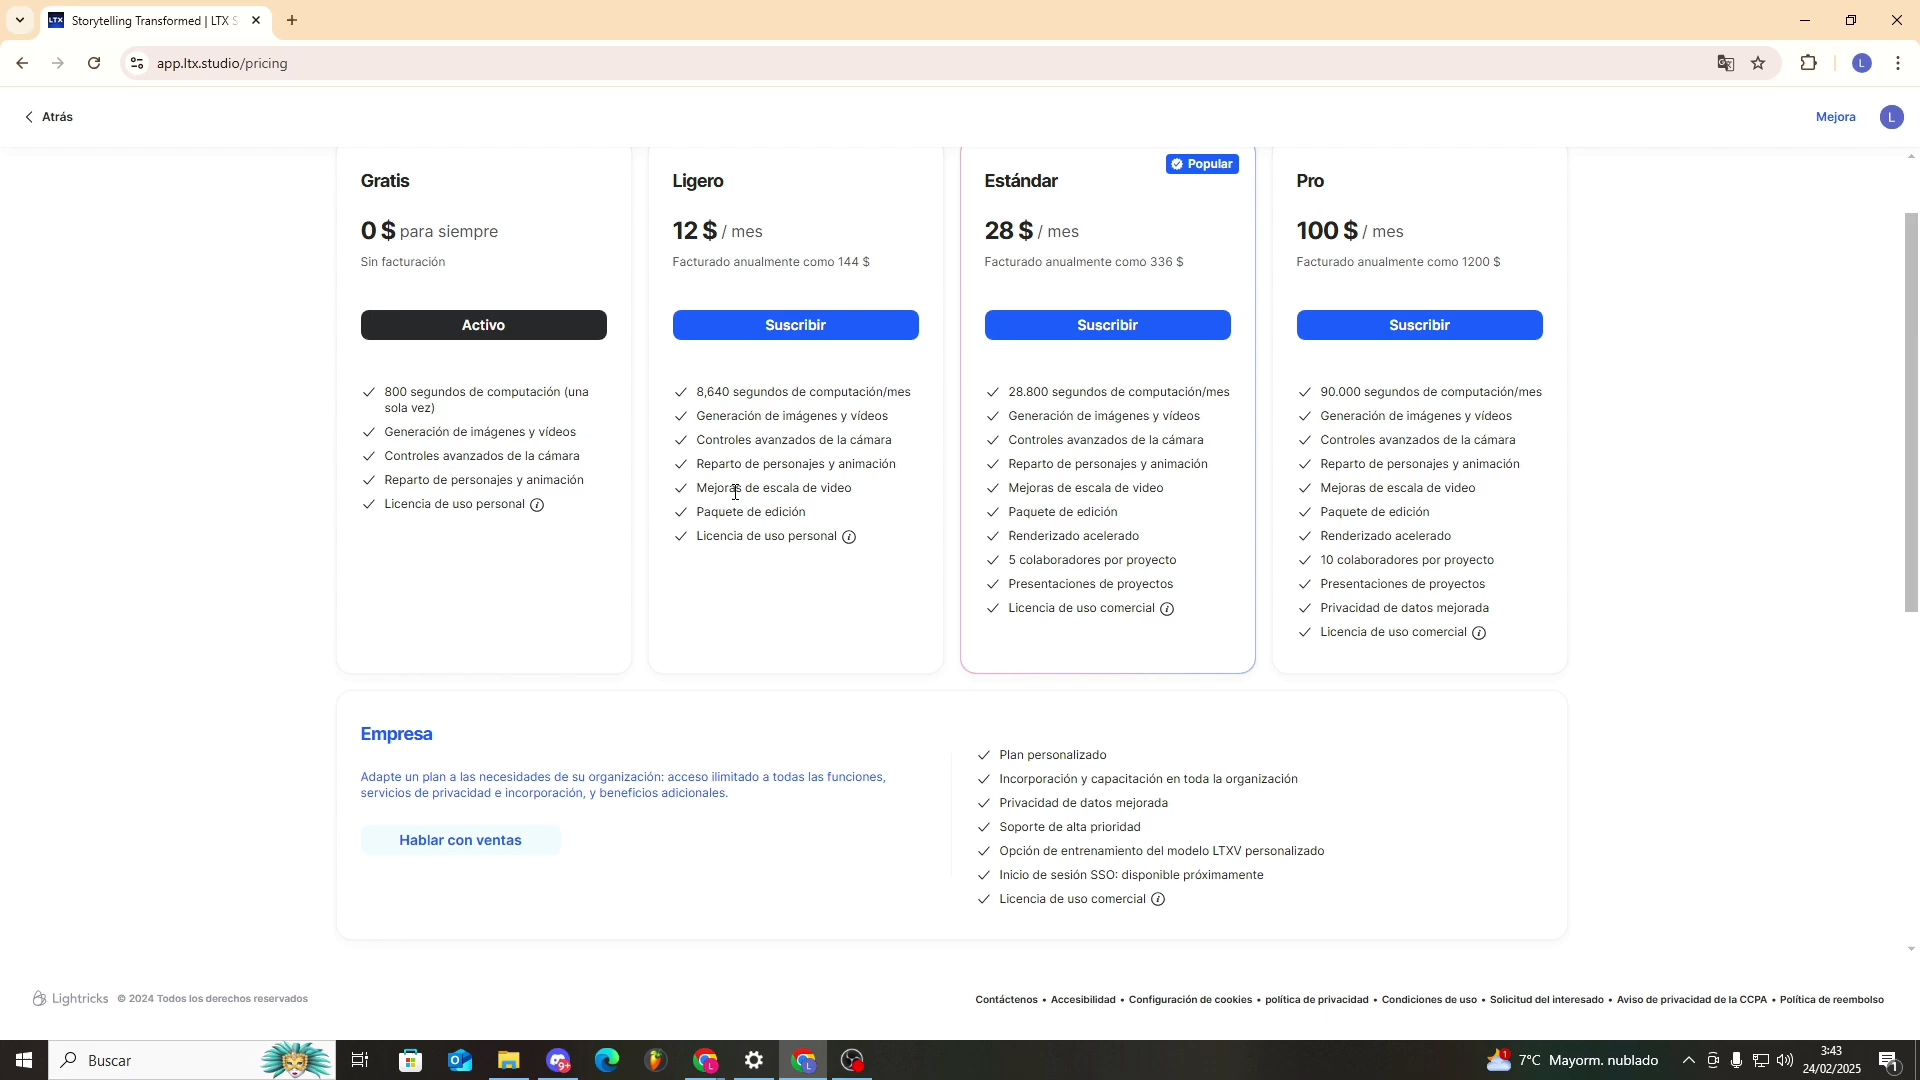 LTX
Storytelling Transformed | LTX S
app.ltx.studio/pricing
L
Atrás
Mejora
L
Gratis
0 $ para siempre
Sin facturación
Activo
800 segundos de computación (una
sola vez)
Generación de imágenes y vídeos
Controles avanzados de la cámara
Reparto de personajes y animación
Licencia de uso personal
Ligero
12 $ / mes
Facturado anualmente como 144 $
Suscribir
8,640 segundos de computación/mes
Generación de imágenes y vídeos
Controles avanzados de la cámara
Reparto de personajes y animación
Mejoras de escala de video
Paquete de edición
Licencia de uso personal
Popular
Estándar
28 $ / mes
Facturado anualmente como 336 $
Suscribir
28.800 segundos de computación/mes
Generación de imágenes y vídeos
Controles avanzados de la cámara
Reparto de personajes y animación
Mejoras de escala de video
Paquete de edición
Renderizado acelerado
5 colaboradores por proyecto
Presentaciones de proyectos
Licencia de uso comercial
Pro
100 $ / mes
Facturado anualmente como 1200 $
Suscribir
90.000 segundos de computación/mes
Generación de imágenes y vídeos
Controles avanzados de la cámara
Reparto de personajes y animación
Mejoras de escala de video
Paquete de edición
Renderizado acelerado
10 colaboradores por proyecto
Presentaciones de proyectos
Privacidad de datos mejorada
Licencia de uso comercial
Empresa
Adapte un plan a las necesidades de su organización: acceso ilimitado a todas las funciones,
servicios de privacidad e incorporación, y beneficios adicionales.
Hablar con ventas
Plan personalizado
Incorporación y capacitación en toda la organización
Privacidad de datos mejorada
Soporte de alta prioridad
Opción de entrenamiento del modelo LTXV personalizado
Inicio de sesión SSO: disponible próximamente
Licencia de uso comercial
Lightricks © 2024 Todos los derechos reservados
Contáctenos • Accesibilidad • Configuración de cookies • política de privacidad • Condiciones de uso • Solicitud del interesado • Aviso de privacidad de la CCPA • Política de reembolso
Buscar
9+
L
L
1
7°C Mayorm. nublado
3:43
24/02/2025
1